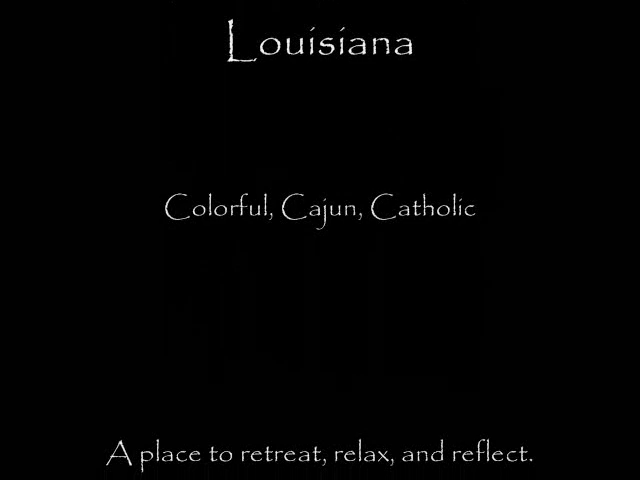 Louisiana
Colorful, Cajun, Catholic
A place to retreat, relax, and reflect.